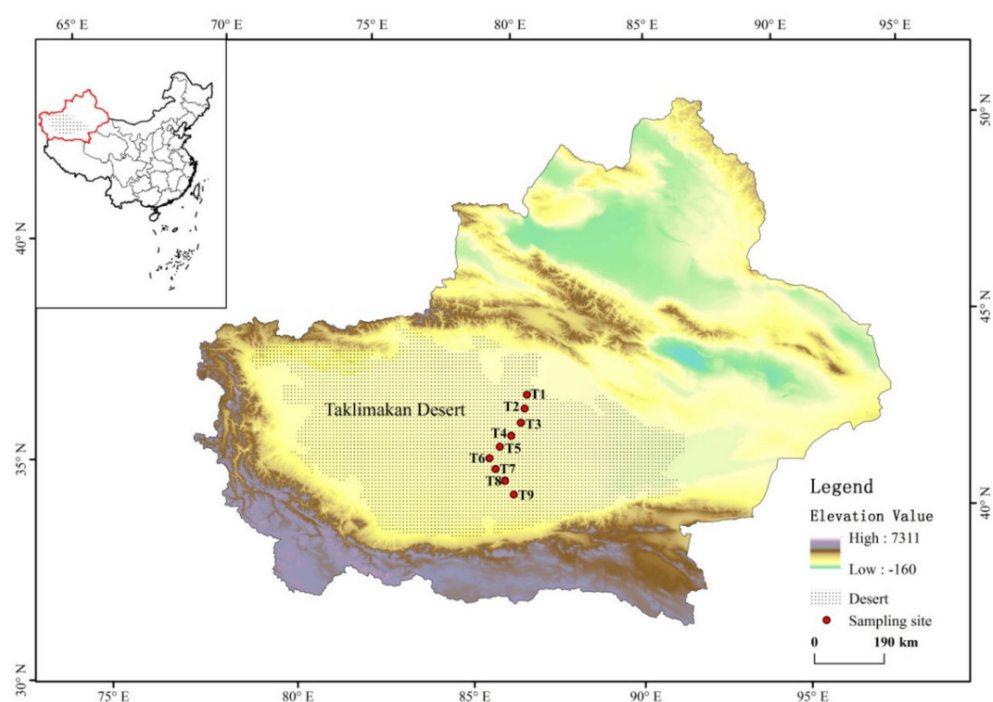 65° E 70° E 75° E 80° E 85° E 90° E 95° E
50° N
40° N
45° N
T1
T2
Taklimakan Desert
T3
T4
T5
35° N
T6
T7
T8
T9
40° N
Legend
Elevation Value
High : 7311
Low : -160
Desert
Sampling site
0 190 km
30° N
75° E 80° E 85° E 90° E 95° E